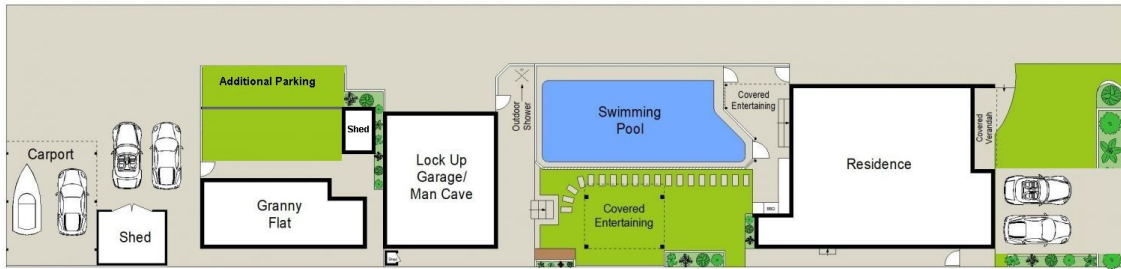 Additional Parking
Shed
Carport
Shed
Granny
Flat
Lock Up
Garage/
Man Cave
Outdoor
Shower
Swimming
Pool
Covered
Entertaining
Covered
Entertaining
BBQ
Residence
Covered
Verandah